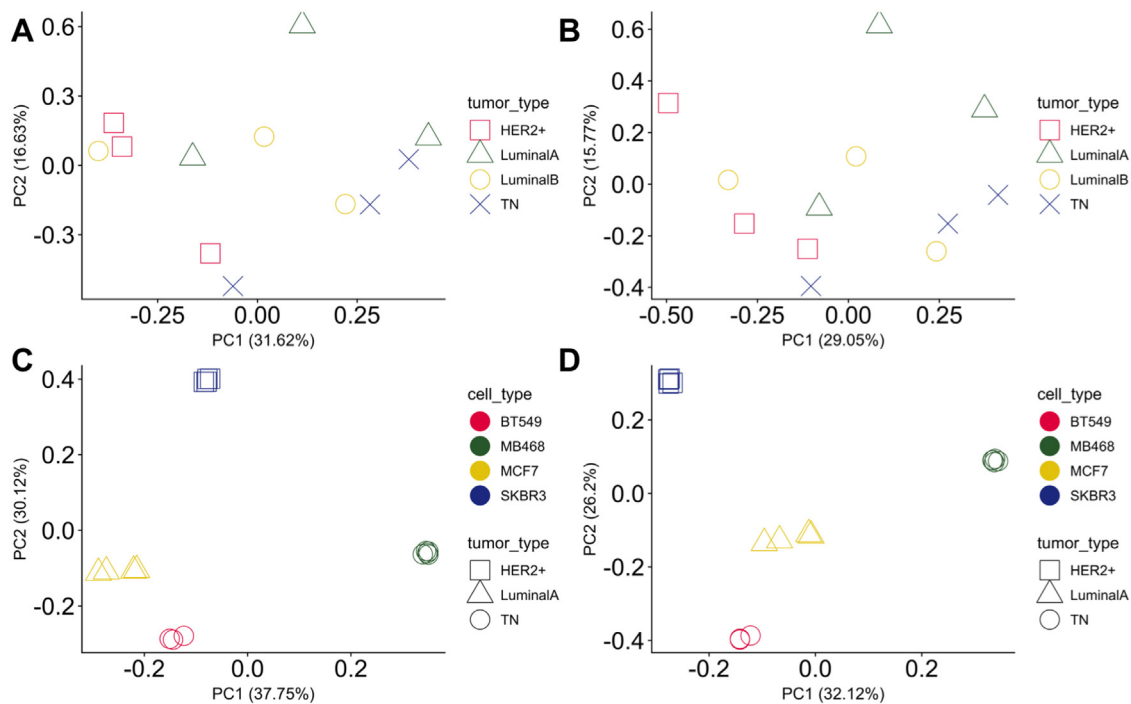 A
PC2 (16.63%)
0.6
0.3
0.0
-0.3
-0.25
0.00
0.25
PC1 (31.62%)
tumor_type
HER2+
LuminalA
LuminalB
TN
B
PC2 (15.77%)
0.6
0.4
0.2
0.0
-0.2
-0.4
-0.50
-0.25
0.00
0.25
PC1 (29.05%)
tumor_type
HER2+
LuminalA
LuminalB
TN
C
PC2 (30.12%)
0.4
0.2
0.0
-0.2
-0.2
0.0
0.2
PC1 (37.75%)
cell_type
BT549
MB468
MCF7
SKBR3
tumor_type
HER2+
LuminalA
TN
D
PC2 (26.2%)
0.2
0.0
-0.2
-0.4
-0.2
0.0
0.2
PC1 (32.12%)
cell_type
BT549
MB468
MCF7
SKBR3
tumor_type
HER2+
LuminalA
TN